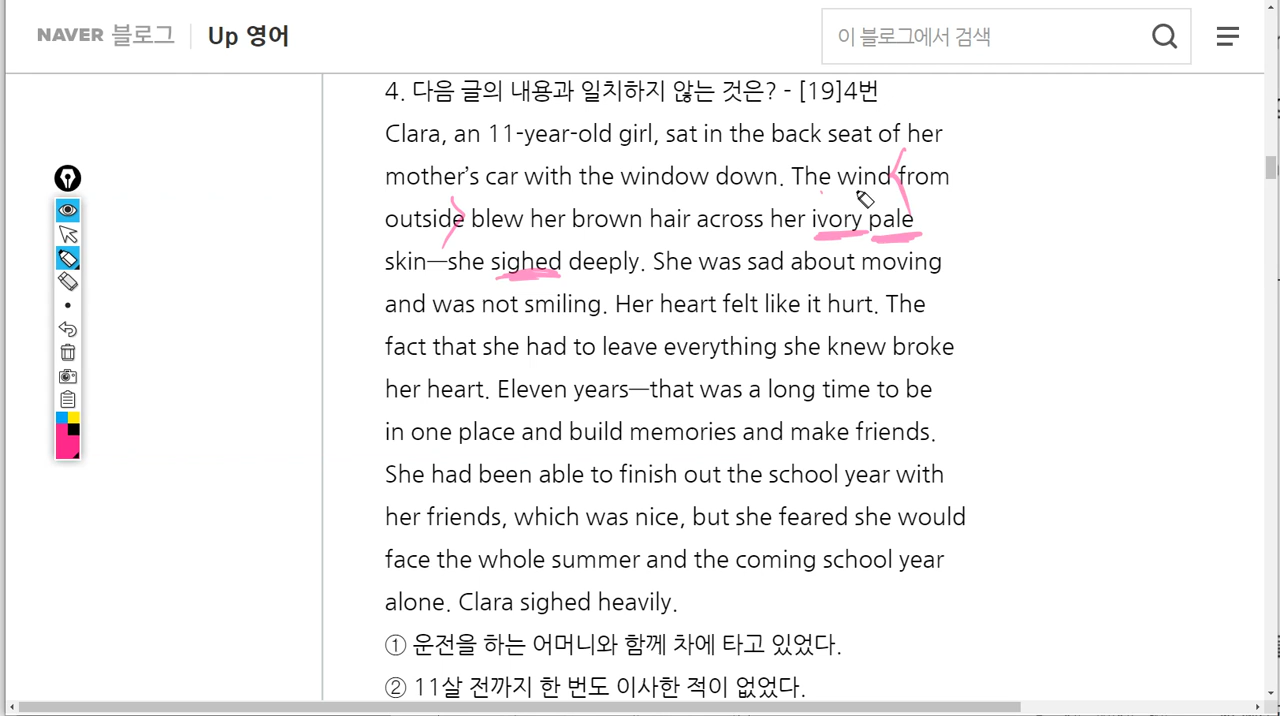 NAVER 블로그 Up 영어 이 블로그에서 검색
4. 다음 글의 내용과 일치하지 않는 것은? - [19]4번
Clara, an 11-year-old girl, sat in the back seat of her
mother’s car with the window down. The wind from
outside blew her brown hair across her ivory pale
skin—she sighed deeply. She was sad about moving
and was not smiling. Her heart felt like it hurt. The
fact that she had to leave everything she knew broke
her heart. Eleven years—that was a long time to be
in one place and build memories and make friends.
She had been able to finish out the school year with
her friends, which was nice, but she feared she would
face the whole summer and the coming school year
alone. Clara sighed heavily.
① 운전을 하는 어머니와 함께 차에 타고 있었다.
② 11살 전까지 한 번도 이사한 적이 없었다.